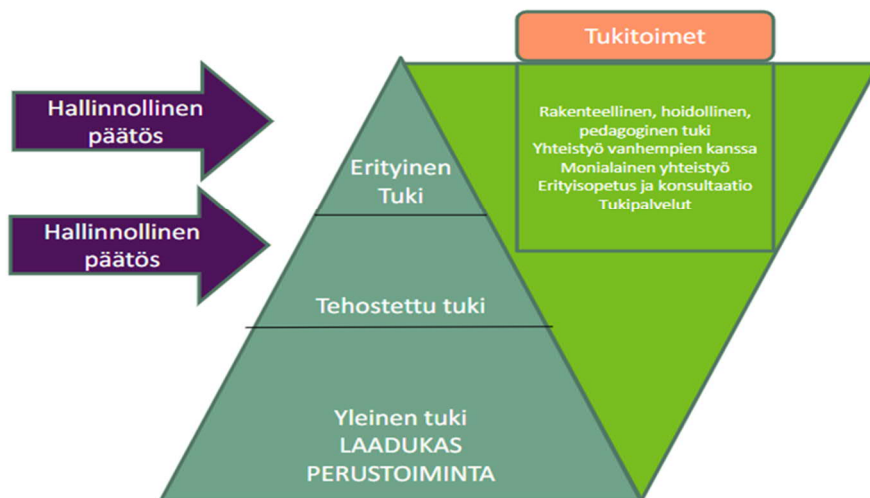 Tukitoimet
Hallinnollinen
päätös
Rakenteellinen, hoidollinen,
pedagoginen tuki
Yhteistyö vanhempien kanssa
Monialainen yhteistyö
Erityisopetus ja konsultaatio
Tukipalvelut
Erityinen
Tuki
Hallinnollinen
päätös
Tehostettu tuki
Yleinen tuki
LAADUKAS
PERUSTOIMINTA